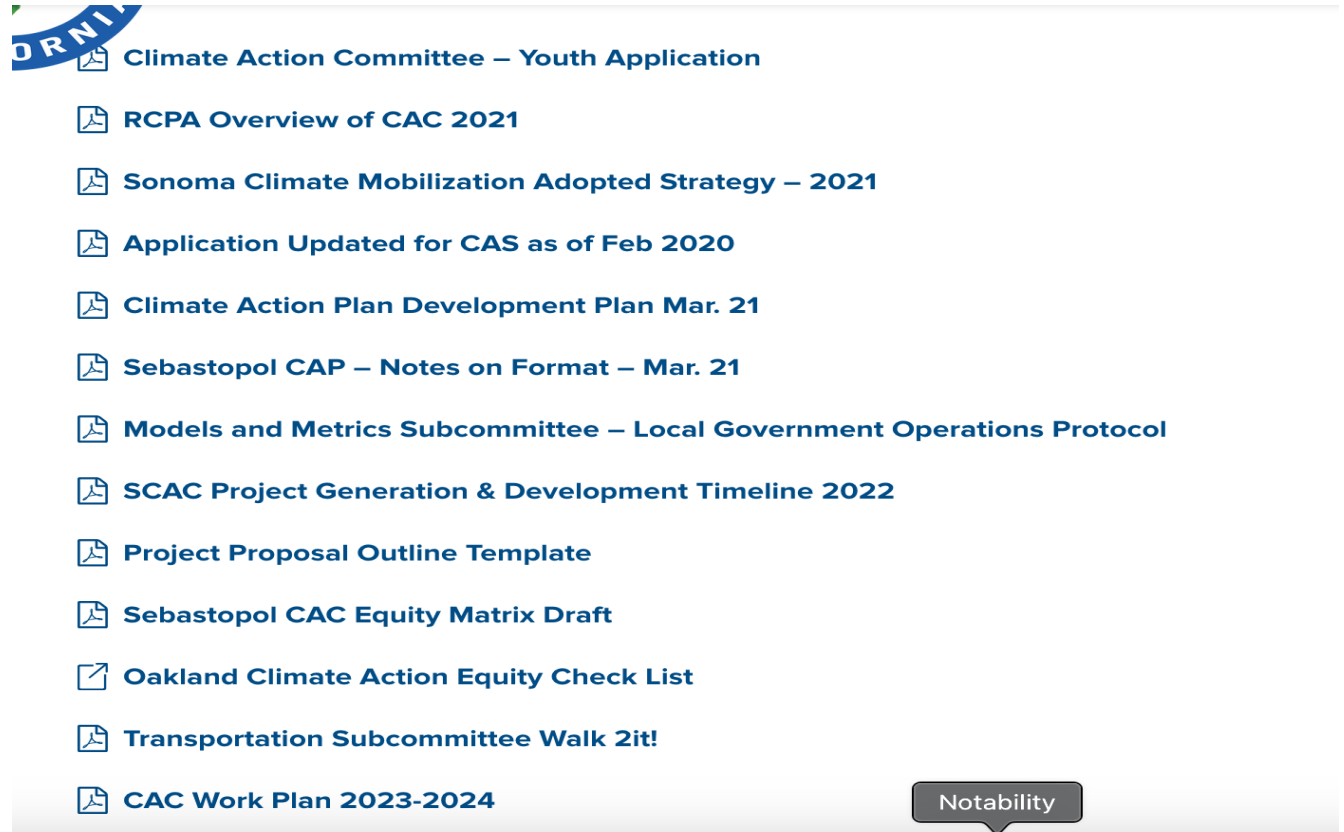 ORNI
Climate Action Committee – Youth Application
RCPA Overview of CAC 2021
Sonoma Climate Mobilization Adopted Strategy – 2021
Application Updated for CAS as of Feb 2020
Climate Action Plan Development Plan Mar. 21
Sebastopol CAP – Notes on Format – Mar. 21
Models and Metrics Subcommittee – Local Government Operations Protocol
SCAC Project Generation & Development Timeline 2022
Project Proposal Outline Template
Sebastopol CAC Equity Matrix Draft
Oakland Climate Action Equity Check List
Transportation Subcommittee Walk 2it!
CAC Work Plan 2023-2024
Notability